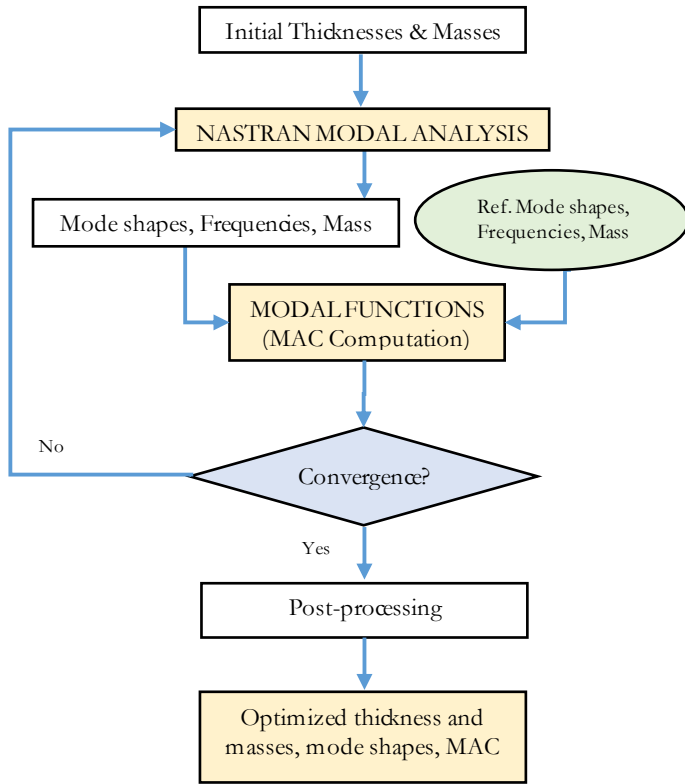 Initial Thicknesses & Masses
NASTRAN MODAL ANALYSIS
Mode shapes, Frequencies, Mass
Ref. Mode shapes,
Frequencies, Mass
MODAL FUNCTIONS
(MAC Computation)
No
Convergence?
Yes
Post-processing
Optimized thickness and
masses, mode shapes, MAC